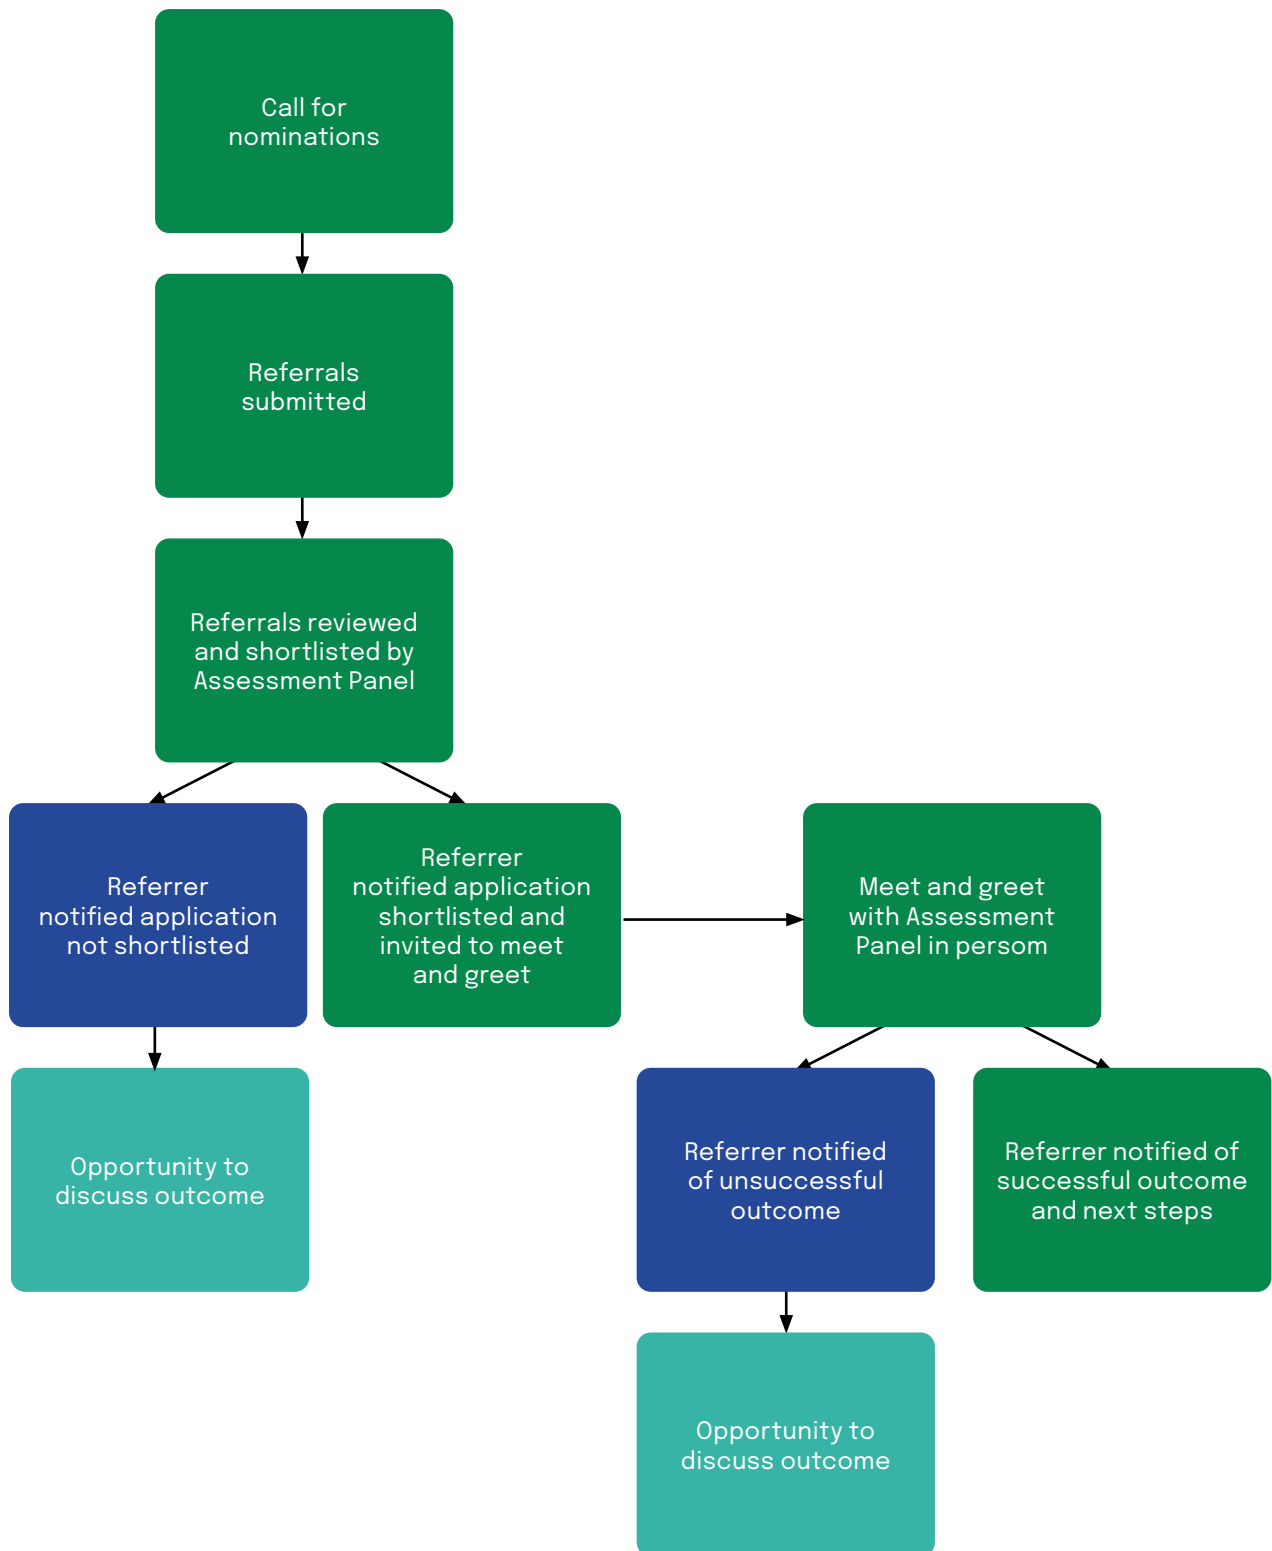 Call for
nominations
Referrals
submitted
Referrals reviewed
and shortlisted by
Assessment Panel
Referrer
notified application
not shortlisted
Referrer
notified application
shortlisted and
invited to meet
and greet
Meet and greet
with Assessment
Panel in persom
Opportunity to
discuss outcome
Referrer notified
of unsuccessful
outcome
Referrer notified of
successful outcome
and next steps
Opportunity to
discuss outcome